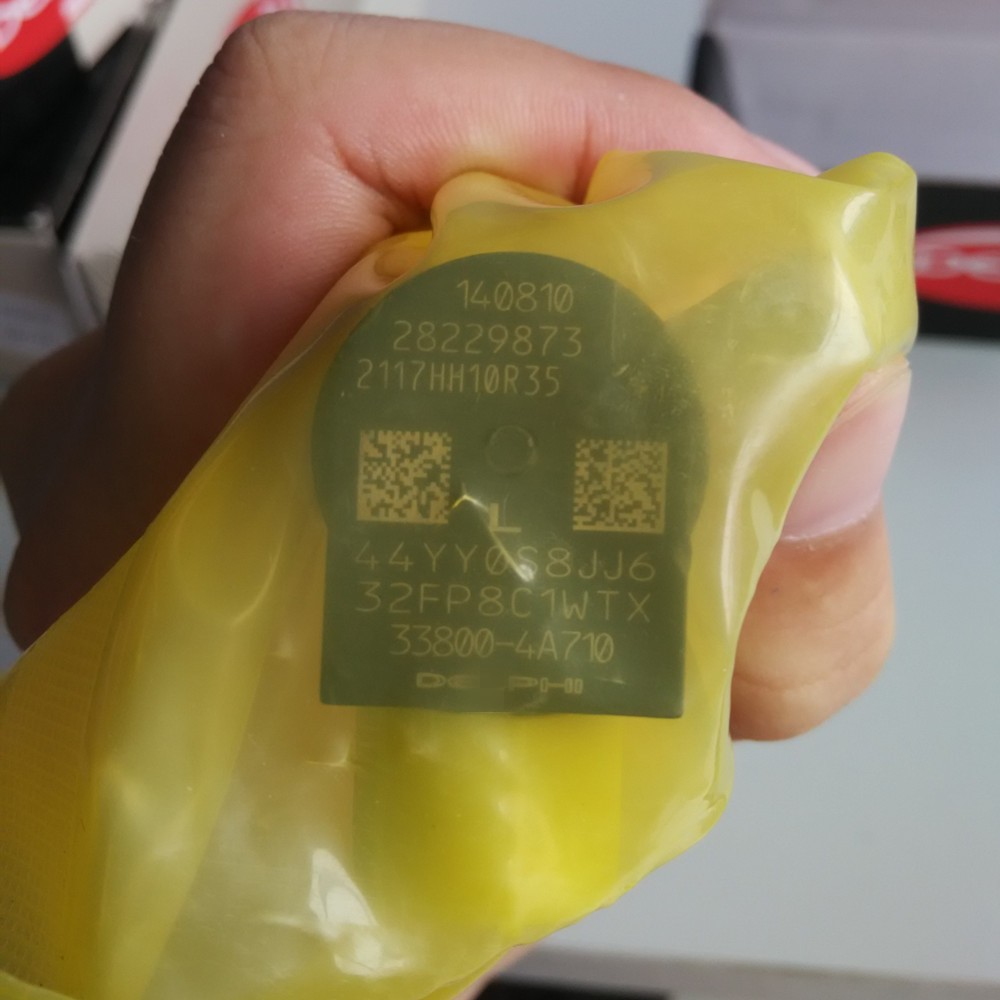 140810
28229873
2117HH10R35
L
44YY0S8JJ6
32FP8C1WTX
33800-4A710
DELPHI